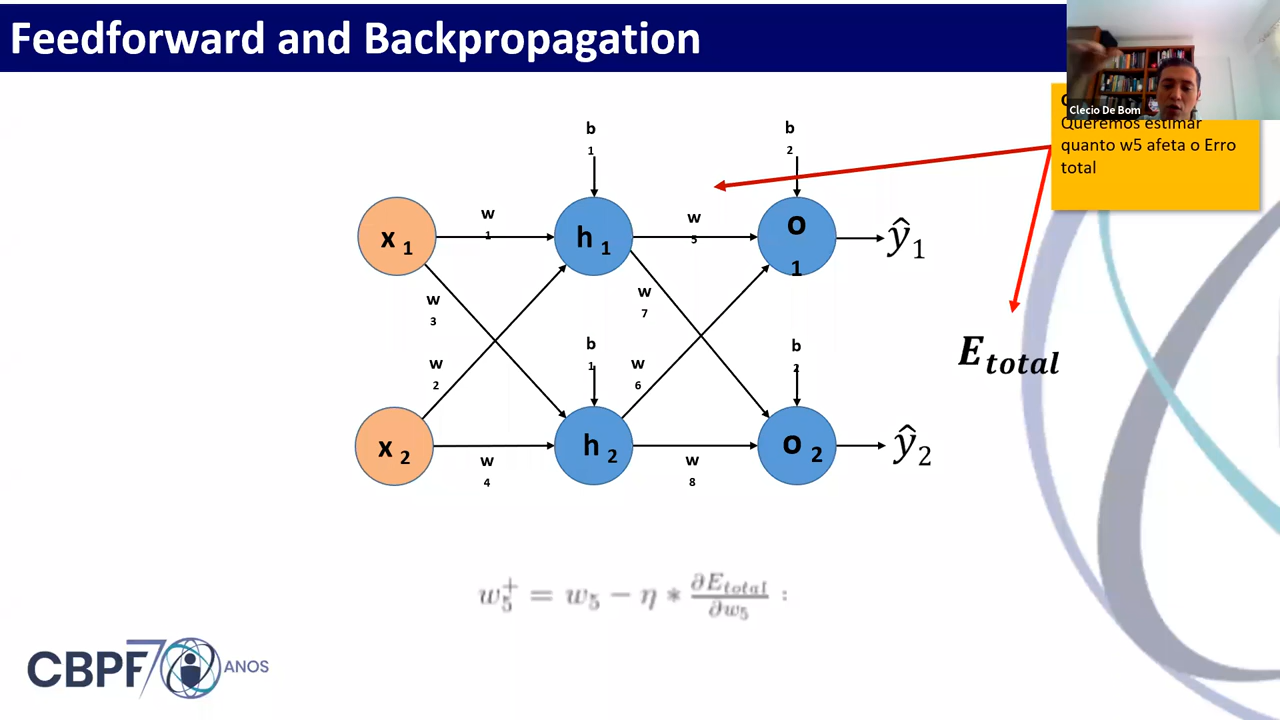 Feedforward and Backpropagation
Clecio De Bom
Queremos estimar
quanto w5 afeta o Erro
total
b 1
b 2
x 1
w 1
h 1
w 5
o 1
ŷ1
w 3
w 7
w 2
b 1
w 6
b 2
E total
x 2
w 4
h 2
w 8
o 2
ŷ2
w5+ = w5 − η * ∂Etotal/∂w5 :
CBPF 70 ANOS